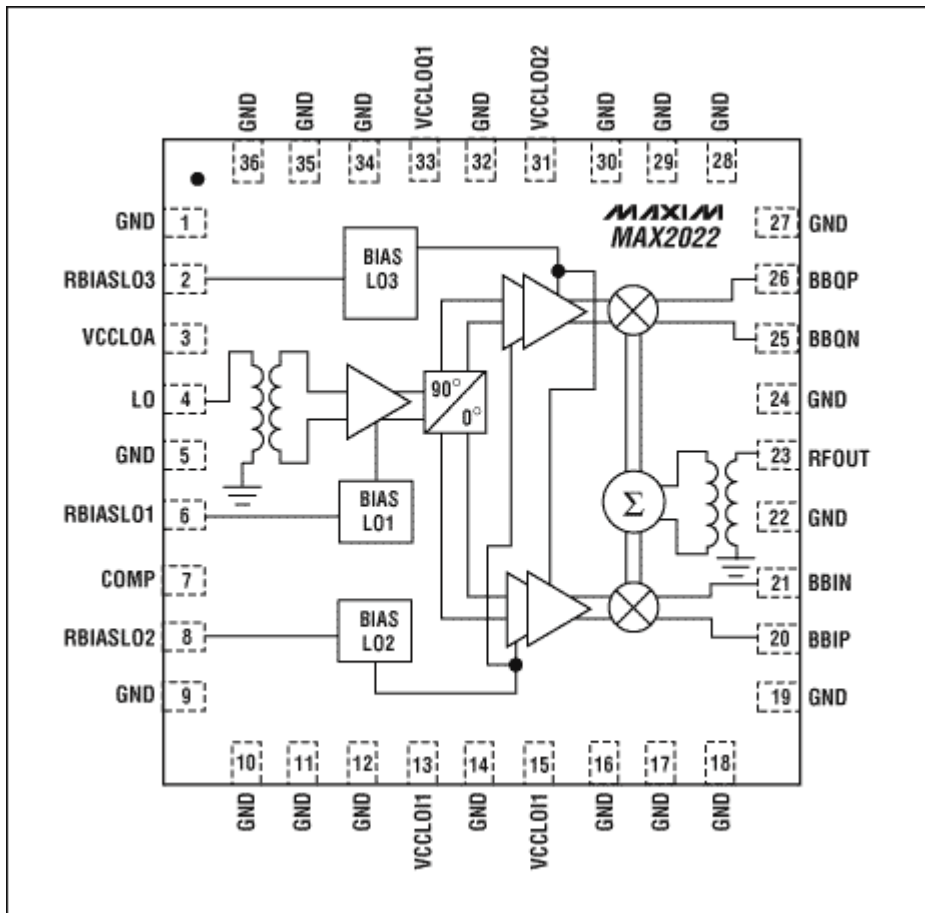 GND GND GND VCCLOQ1 GND VCCLOQ2 GND GND GND
36 35 34 33 32 31 30 29 28
MAXIM
MAX2022
GND 1
RBIASLO3 2
VCCLOA 3
LO 4
GND 5
RBIASLO1 6
COMP 7
RBIASLO2 8
GND 9
BIAS
LO3
90°
0°
BIAS
LO1
Σ
BIAS
LO2
27 GND
26 BBQP
25 BBQN
24 GND
23 RFOUT
22 GND
21 BBIN
20 BBIP
19 GND
10 11 12 13 14 15 16 17 18
GND GND GND VCCLOI1 GND VCCLOI1 GND GND GND